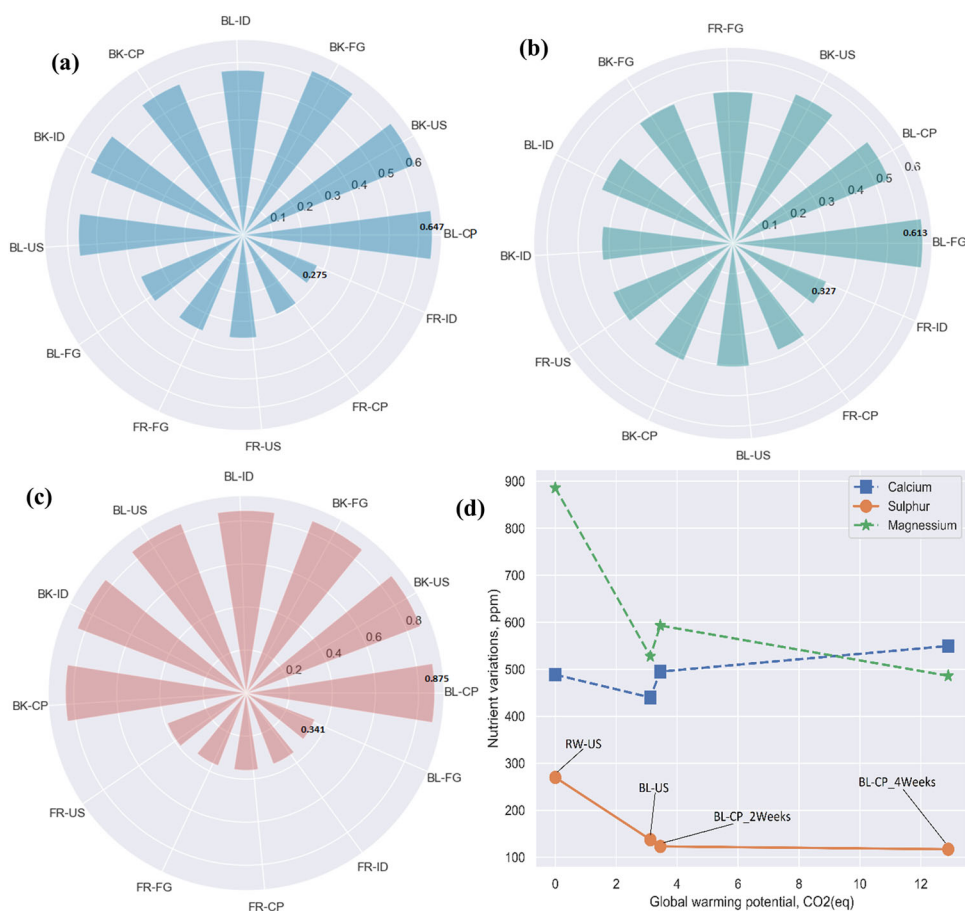 (a)
BL-ID
BK-FG
BK-US
BL-CP
FR-ID
FR-CP
FR-US
FR-FG
BL-FG
BL-US
BK-ID
BK-CP
0.1
0.2
0.3
0.4
0.5
0.6
0.647
0.275
(b)
FR-FG
BK-US
BL-CP
BL-FG
FR-ID
FR-CP
BL-US
BK-CP
FR-US
BK-ID
BL-ID
BK-FG
0.1
0.2
0.3
0.4
0.5
0.6
0.613
0.327
(c)
BL-ID
BK-FG
BK-US
BL-CP
BL-FG
FR-ID
FR-CP
FR-FG
FR-US
BK-CP
BK-ID
BL-US
0.2
0.4
0.6
0.8
0.875
0.341
(d)
Calcium
Sulphur
Magnessium
Nutrient variations, ppm)
900
800
700
600
500
400
300
200
100
RW-US
BL-US
BL-CP_2Weeks
BL-CP_4Weeks
0
2
4
6
8
10
12
Global warming potential, CO2(eq)